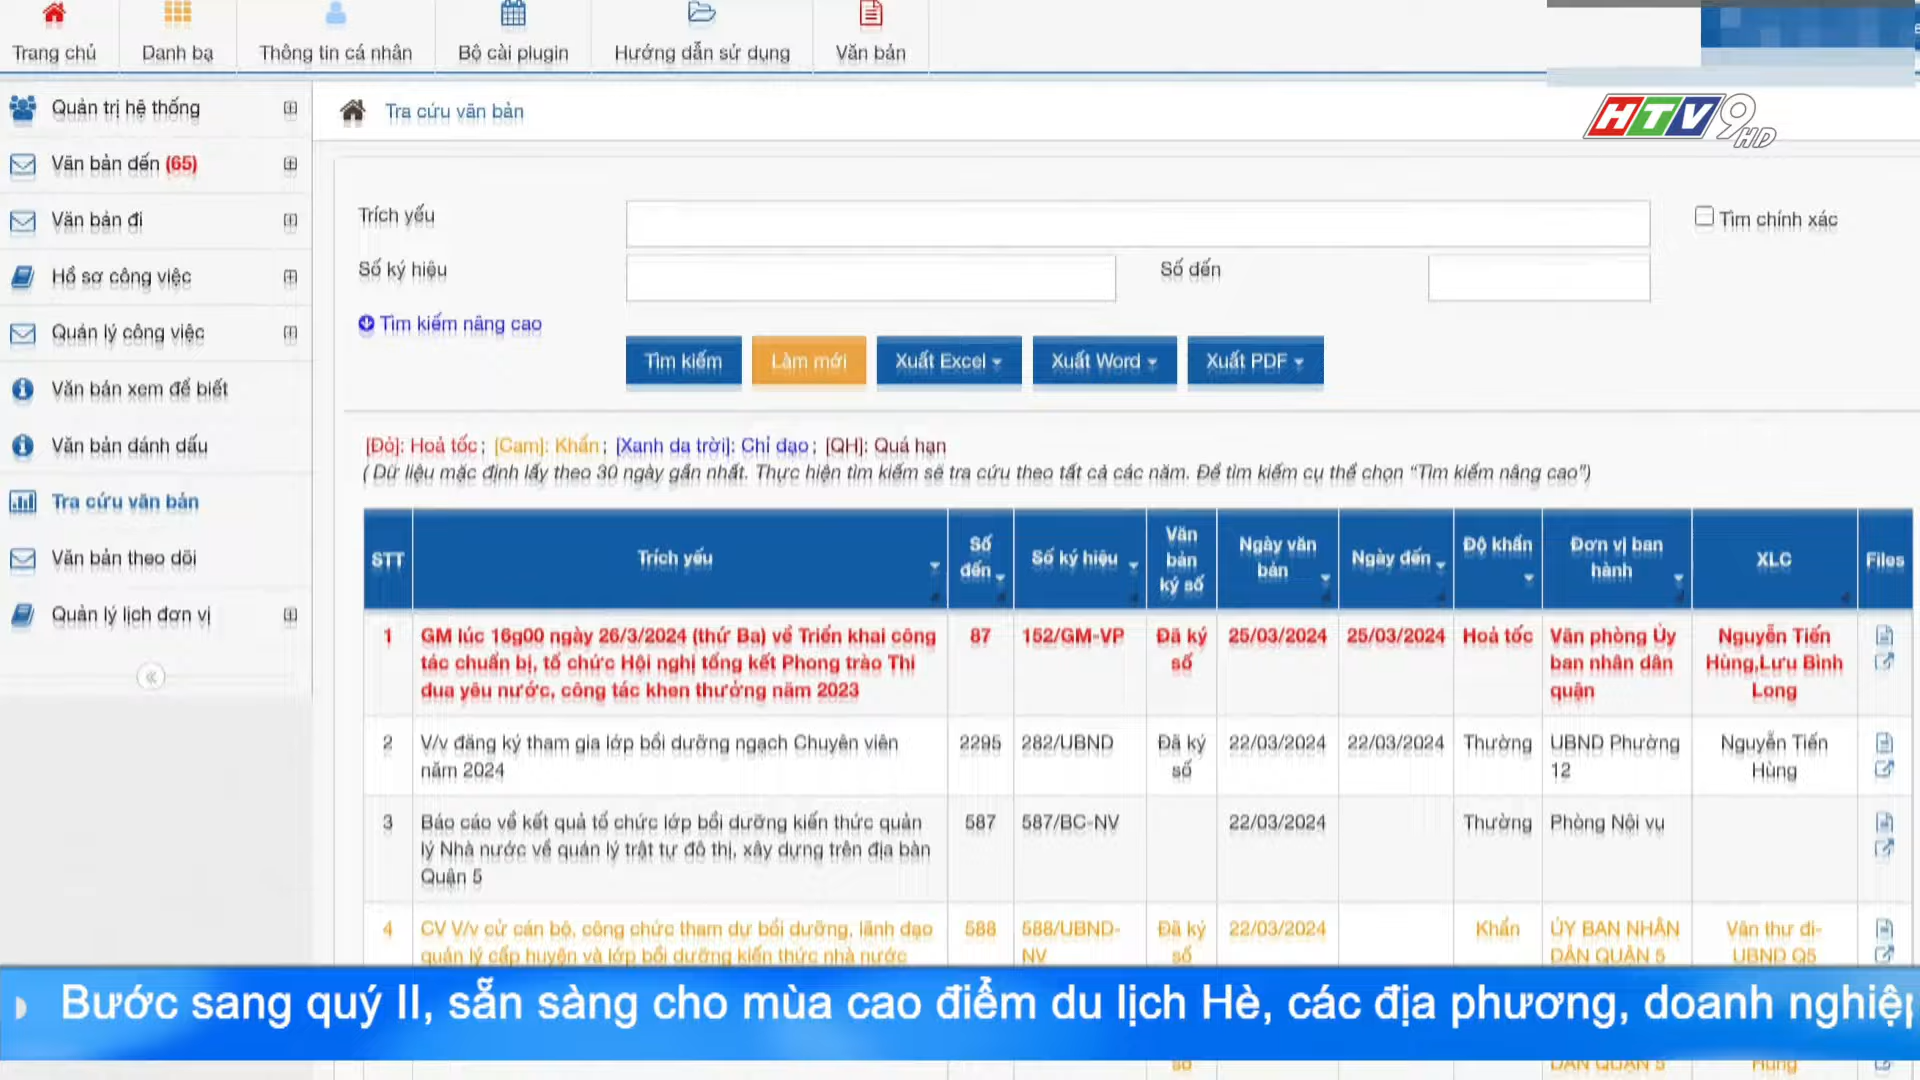 Trang chủ
Danh bạ
Thông tin cá nhân
Bộ cài plugin
Hướng dẫn sử dụng
Văn bản
HTV9 HD
Quản trị hệ thống
Văn bản đến (65)
Văn bản đi
Hồ sơ công việc
Quản lý công việc
Văn bản xem để biết
Văn bản đánh dấu
Tra cứu văn bản
Văn bản theo dõi
Quản lý lịch đơn vị
Tra cứu văn bản
Trích yếu
Tìm chính xác
Số ký hiệu
Số đến
Tìm kiếm nâng cao
Tìm kiếm
Làm mới
Xuất Excel
Xuất Word
Xuất PDF
[Đỏ]: Hoả tốc; [Cam]: Khẩn; [Xanh da trời]: Chỉ đạo; [QH]: Quá hạn
( Dữ liệu mặc định lấy theo 30 ngày gần nhất. Thực hiện tìm kiếm sẽ tra cứu theo tất cả các năm. Để tìm kiếm cụ thể chọn “Tìm kiếm nâng cao”)
STT
Trích yếu
Số
đến
Số ký hiệu
Văn
bản
ký số
Ngày văn
bản
Ngày đến
Độ khẩn
Đơn vị ban
hành
XLC
Files
1
GM lúc 16g00 ngày 26/3/2024 (thứ Ba) về Triển khai công
tác chuẩn bị, tổ chức Hội nghị tổng kết Phong trào Thi
đua yêu nước, công tác khen thưởng năm 2023
87
152/GM-VP
Đã ký
số
25/03/2024
25/03/2024
Hoả tốc
Văn phòng Ủy
ban nhân dân
quận
Nguyễn Tiến
Hùng,Lưu Bình
Long
2
V/v đăng ký tham gia lớp bồi dưỡng ngạch Chuyên viên
năm 2024
2295
282/UBND
Đã ký
số
22/03/2024
22/03/2024
Thường
UBND Phường
12
Nguyễn Tiến
Hùng
3
Báo cáo về kết quả tổ chức lớp bồi dưỡng kiến thức quản
lý Nhà nước về quản lý trật tự đô thị, xây dựng trên địa bàn
Quận 5
587
587/BC-NV
22/03/2024
Thường
Phòng Nội vụ
4
CV V/v cử cán bộ, công chức tham dự bồi dưỡng, lãnh đạo
quản lý cấp huyện và lớp bồi dưỡng kiến thức nhà nước
588
588/UBND-
NV
Đã ký
số
22/03/2024
Khẩn
ỦY BAN NHÂN
DÂN QUẬN 5
Văn thư đi-
UBND Q5
Bước sang quý II, sẵn sàng cho mùa cao điểm du lịch Hè, các địa phương, doanh nghiệp
số
DÂN QUẬN 5
Hùng